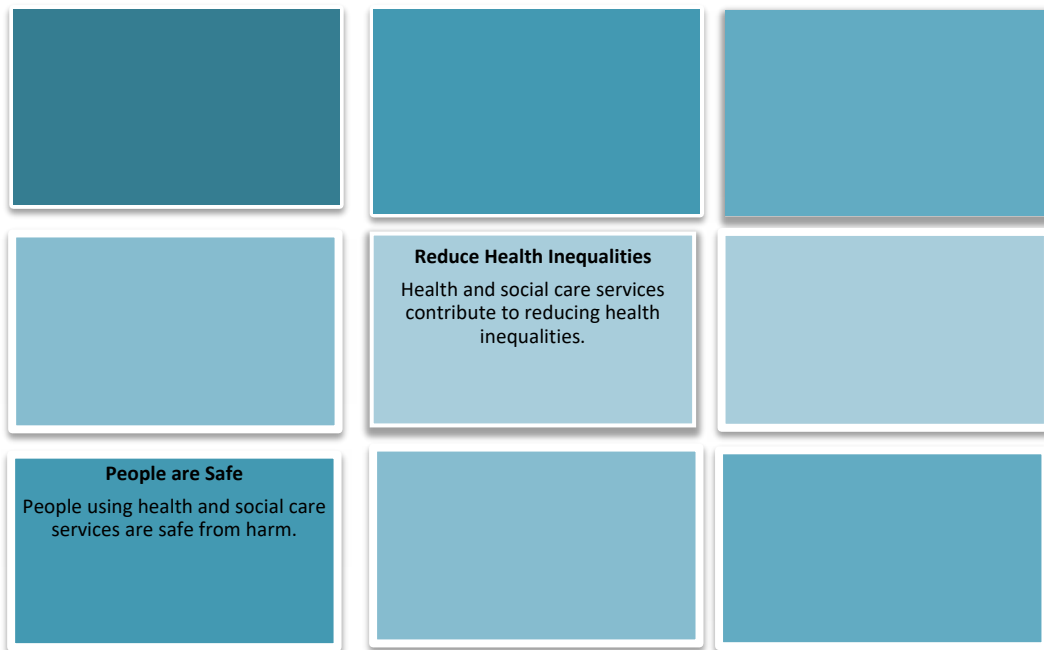 Reduce Health Inequalities
Health and social care services
contribute to reducing health
inequalities.
People are Safe
People using health and social care
services are safe from harm.